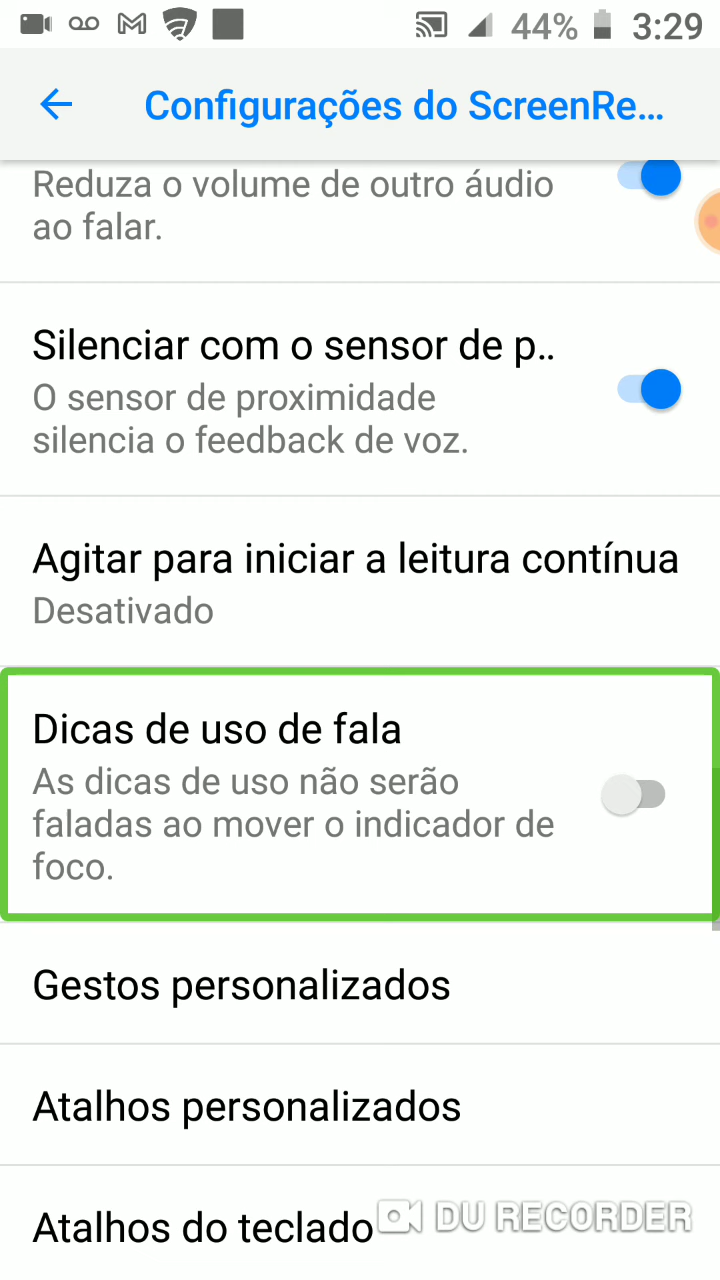 44% 3:29
Configurações do ScreenRe...
Reduza o volume de outro áudio
ao falar.
Silenciar com o sensor de p..
O sensor de proximidade
silencia o feedback de voz.
Agitar para iniciar a leitura contínua
Desativado
Dicas de uso de fala
As dicas de uso não serão
faladas ao mover o indicador de
foco.
Gestos personalizados
Atalhos personalizados
Atalhos do teclado
DU RECORDER